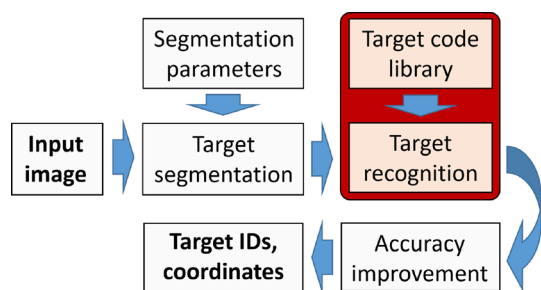 Segmentation
parameters
Target code
library
Input
image
Target
segmentation
Target
recognition
Target IDs,
coordinates
Accuracy
improvement